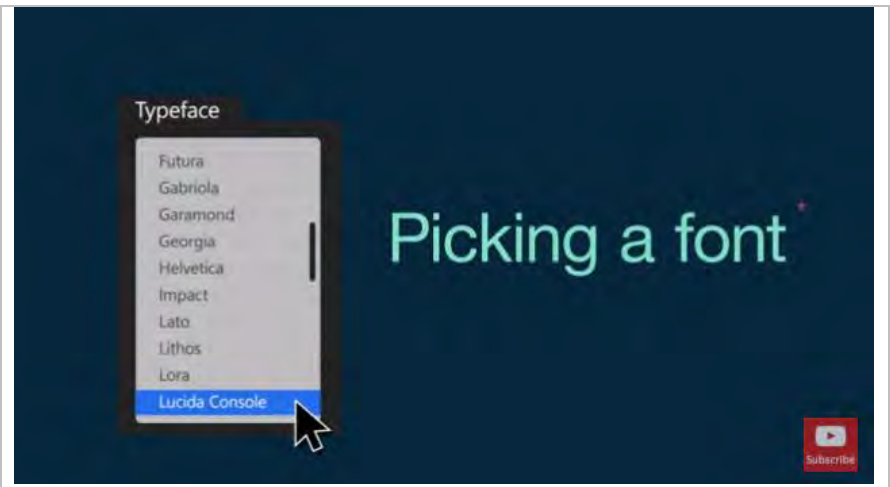 Typeface
Futura
Gabriola
Garamond
Georgia
Helvetica
Impact
Lato
Lithos
Lora
Lucida Console
Picking a font*
Subscribe